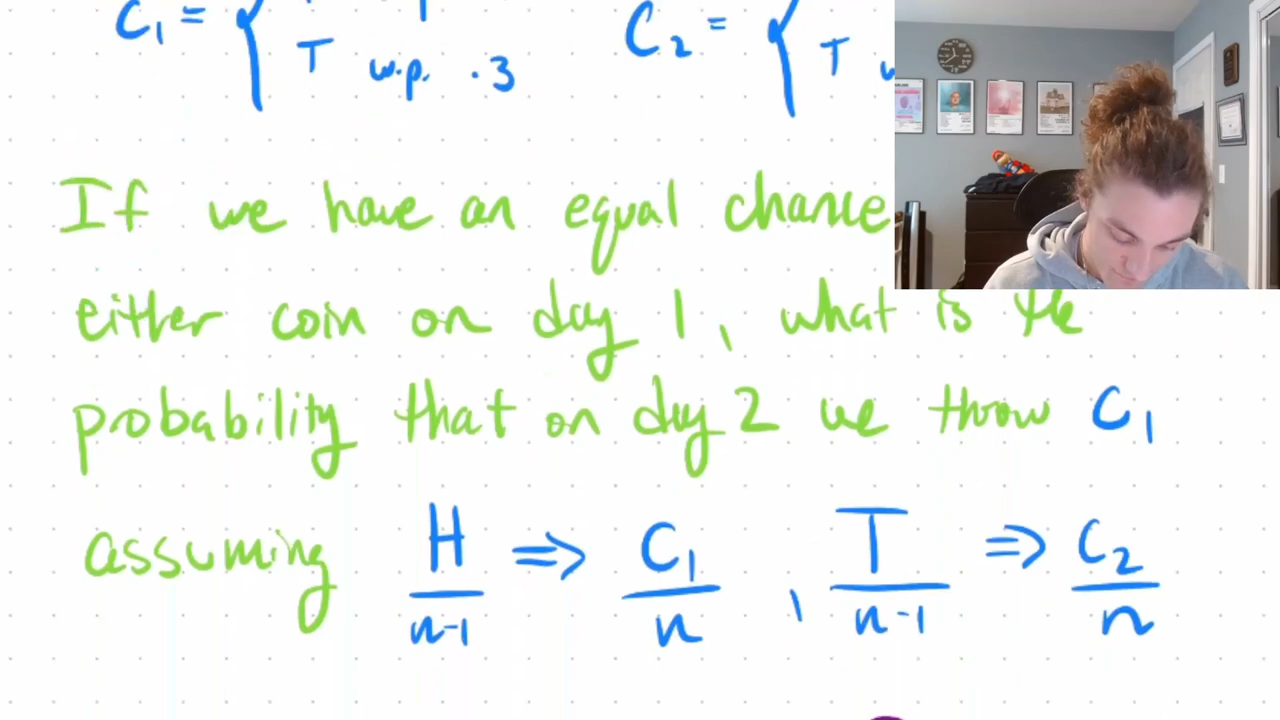 C₁ = { C₂ = {
T w.p. .3 T w
If we have an equal chance
either coin on day 1, what is the
probability that on day 2 we throw C₁
assuming H/n-1 ⇒ C₁/n , T/n-1 ⇒ C₂/n